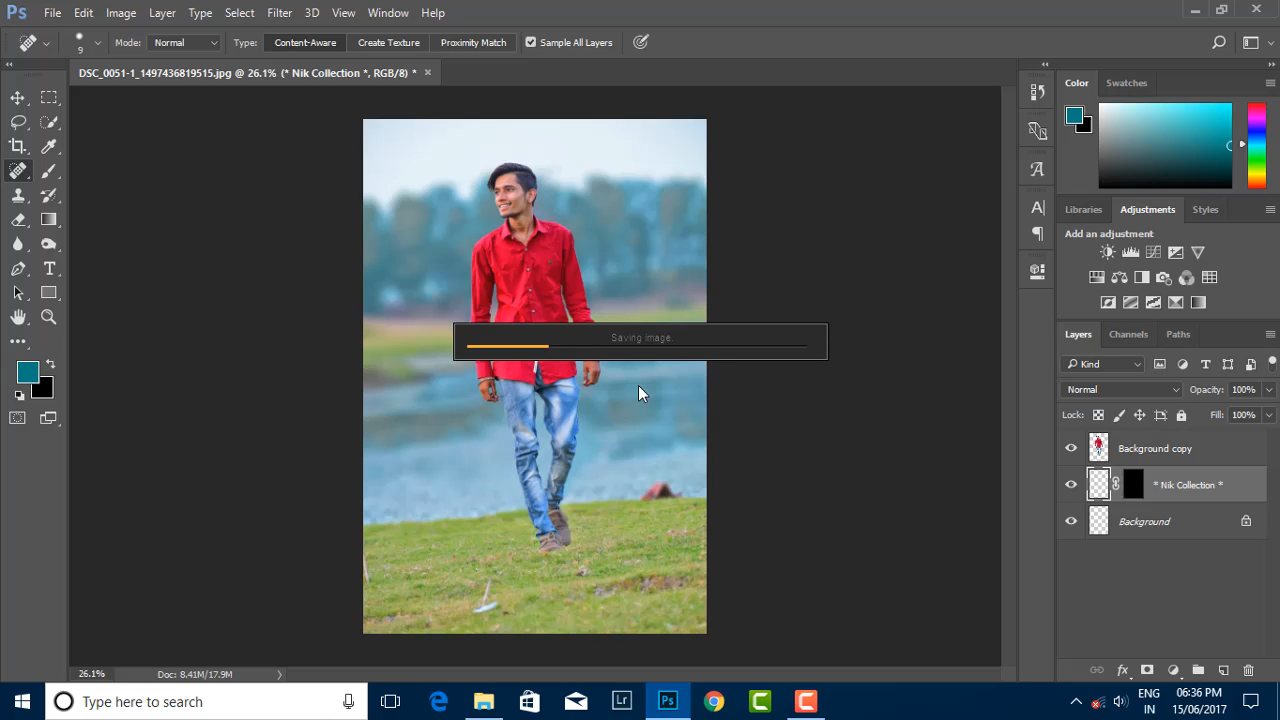 Ps File Edit Image Layer Type Select Filter 3D View Window Help
9 Mode: Normal Type: Content-Aware Create Texture Proximity Match Sample All Layers
DSC_0051-1_1497436819515.jpg @ 26.1% (* Nik Collection *, RGB/8) * ×
Color Swatches
Libraries Adjustments Styles
Add an adjustment
Saving image.
Layers Channels Paths
Kind
Normal Opacity: 100%
Lock: Fill: 100%
Background copy
* Nik Collection *
Background
26.1% Doc: 8.41M/17.9M
Type here to search
Lr Ps
ENG
IN
06:36 PM
15/06/2017